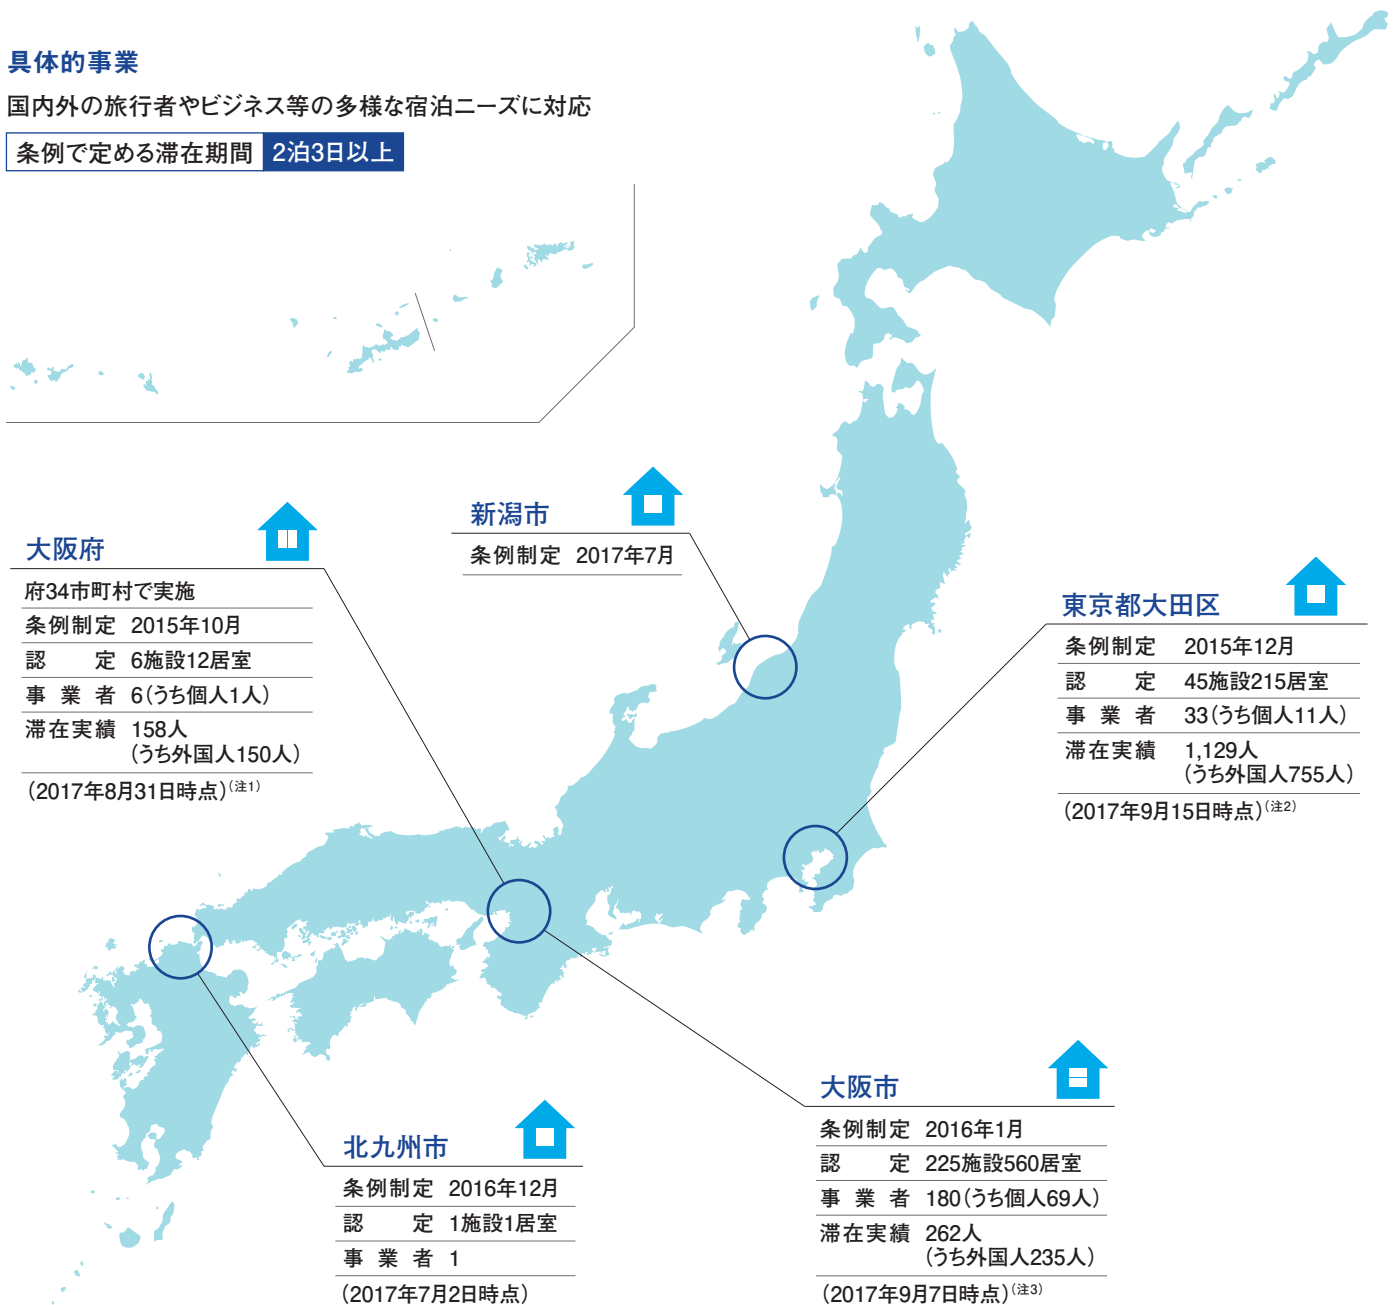 具体的事業
国内外の旅行者やビジネス等の多様な宿泊ニーズに対応
条例で定める滞在期間 2泊3日以上
大阪府
府34市町村で実施
条例制定 2015年10月
認定 6施設12居室
事業者 6(うち個人1人)
滞在実績 158人
(うち外国人150人)
(2017年8月31日時点)(注1)
新潟市
条例制定 2017年7月
東京都大田区
条例制定 2015年12月
認定 45施設215居室
事業者 33(うち個人11人)
滞在実績 1,129人
(うち外国人755人)
(2017年9月15日時点)(注2)
北九州市
条例制定 2016年12月
認定 1施設1居室
事業者 1
(2017年7月2日時点)
大阪市
条例制定 2016年1月
認定 225施設560居室
事業者 180(うち個人69人)
滞在実績 262人
(うち外国人235人)
(2017年9月7日時点)(注3)